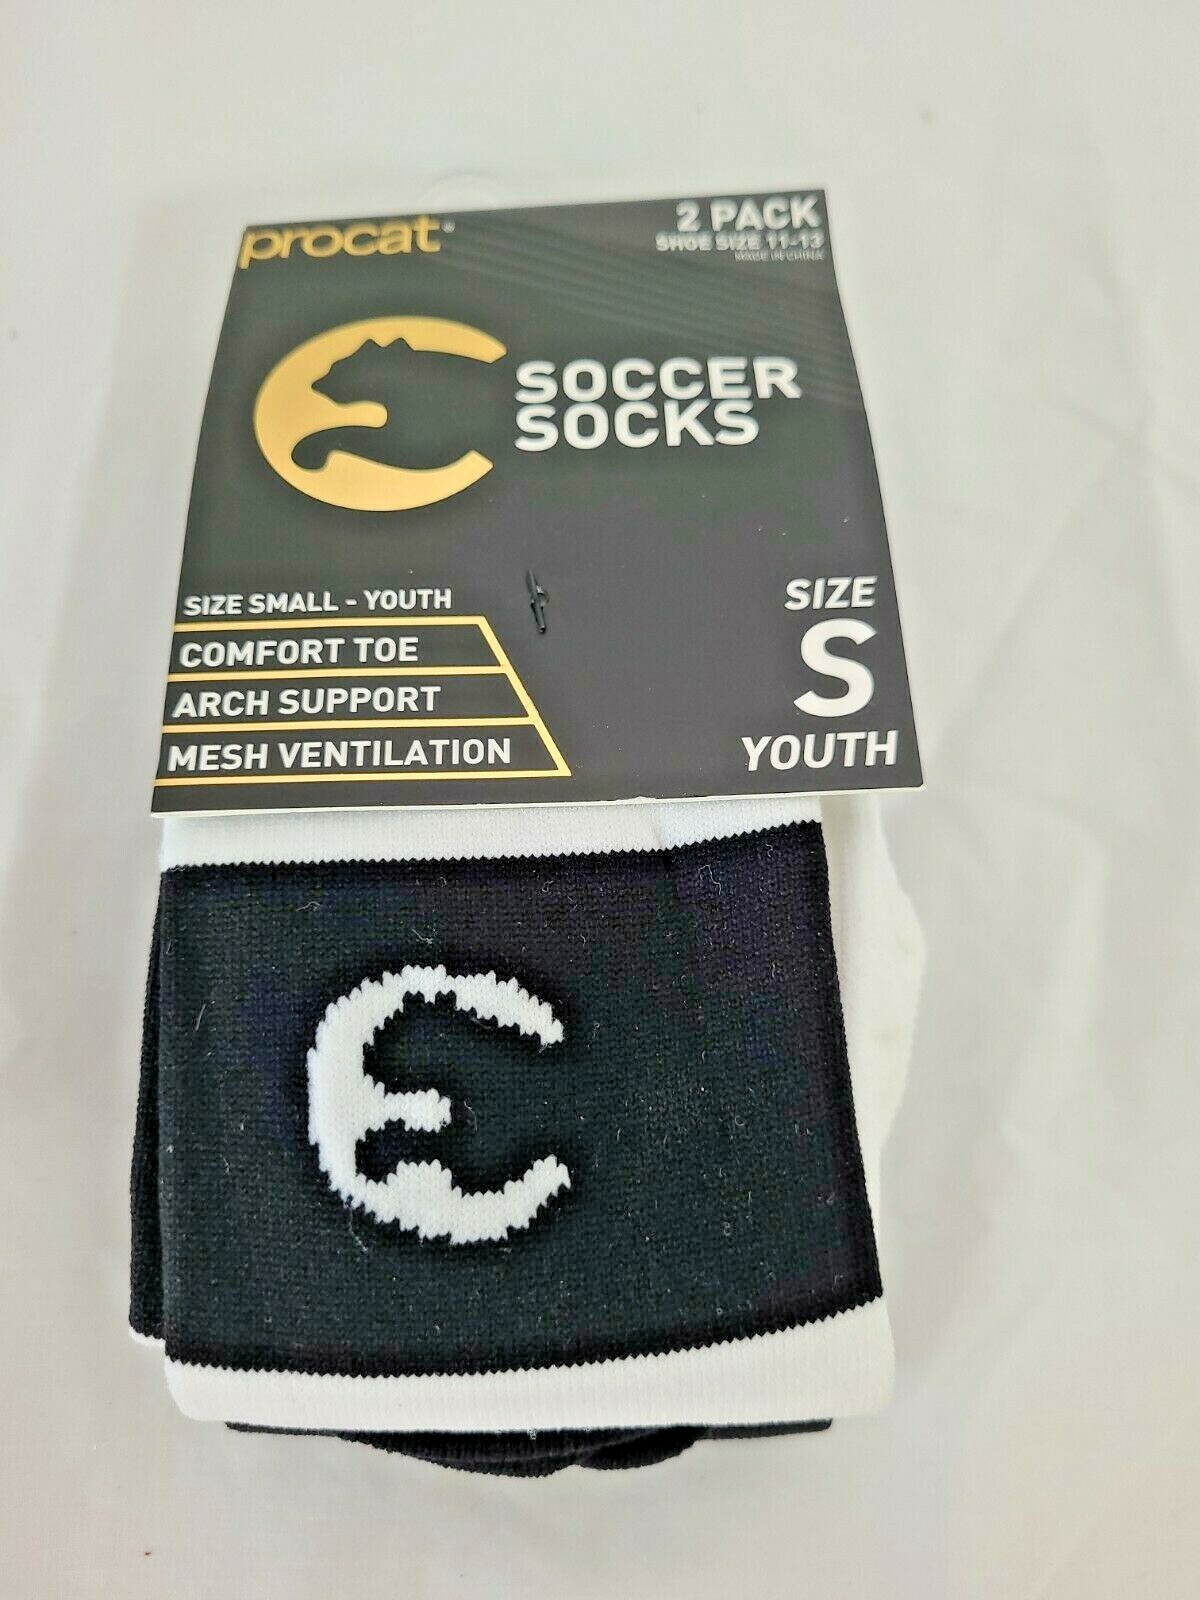 procat®
2 PACK
SHOE SIZE 11-13
MADE IN CHINA
SOCCER
SOCKS
SIZE SMALL - YOUTH
COMFORT TOE
ARCH SUPPORT
MESH VENTILATION
SIZE
S
YOUTH